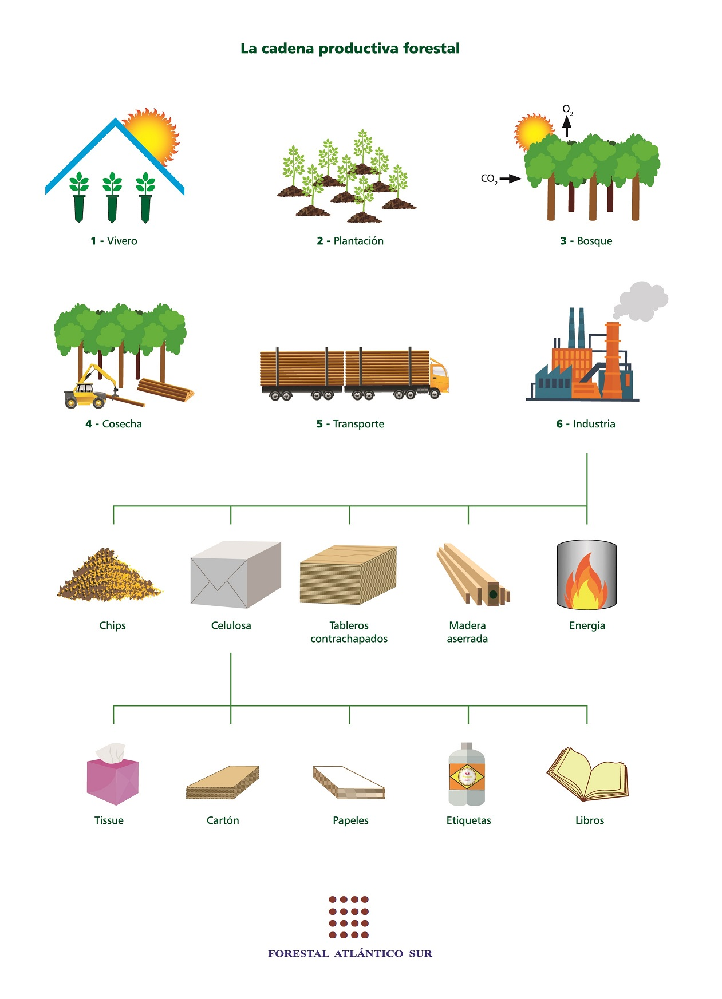 La cadena productiva forestal
O2
CO2
1 - Vivero
2 - Plantación
3 - Bosque
4 - Cosecha
5 - Transporte
6 - Industria
Chips
Celulosa
Tableros
contrachapados
Madera
aserrada
Energía
Nº1
Tissue
Cartón
Papeles
Etiquetas
Libros
FORESTAL ATLÁNTICO SUR